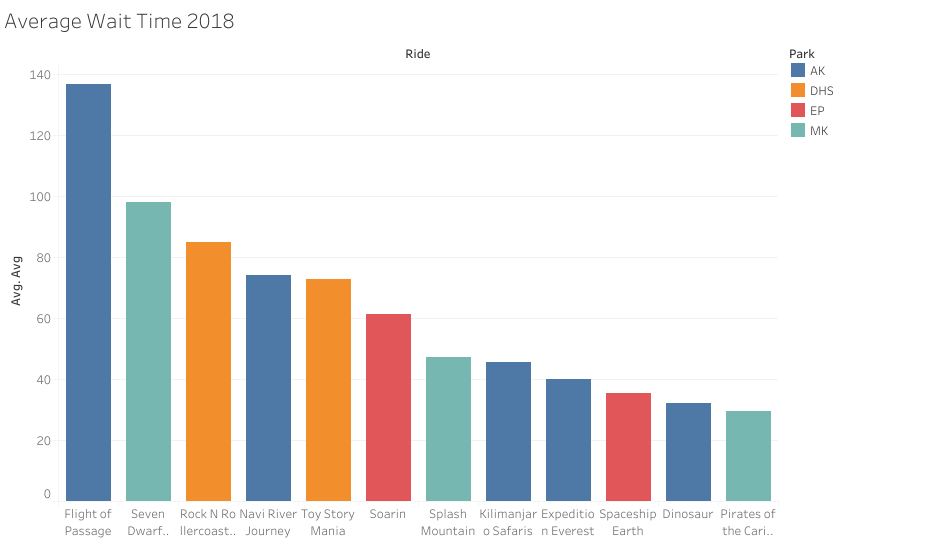 Average Wait Time 2018
Ride
Park
AK
DHS
EP
MK
Avg. Avg
140
120
100
80
60
40
20
0
Flight of
Passage
Seven
Dwarf..
Rock N Ro
llercoast..
Navi River
Journey
Toy Story
Mania
Soarin
Splash
Mountain
Kilimanjar
o Safaris
Expeditio
n Everest
Spaceship
Earth
Dinosaur
Pirates of
the Cari..